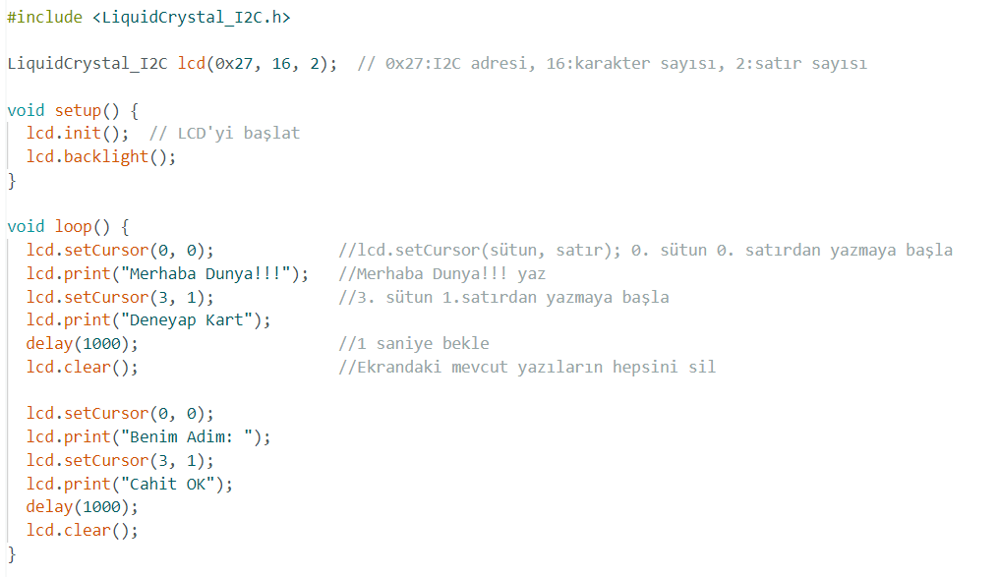 #include <LiquidCrystal_I2C.h>
LiquidCrystal_I2C lcd(0x27, 16, 2);  // 0x27:I2C adresi, 16:karakter sayısı, 2:satır sayısı
void setup() {
  lcd.init();  // LCD'yi başlat
  lcd.backlight();
}
void loop() {
  lcd.setCursor(0, 0);             //lcd.setCursor(sütun, satır); 0. sütun 0. satırdan yazmaya başla
  lcd.print("Merhaba Dunya!!!");   //Merhaba Dunya!!! yaz
  lcd.setCursor(3, 1);             //3. sütun 1.satırdan yazmaya başla
  lcd.print("Deneyap Kart");
  delay(1000);                     //1 saniye bekle
  lcd.clear();                     //Ekrandaki mevcut yazıların hepsini sil
  lcd.setCursor(0, 0);
  lcd.print("Benim Adim: ");
  lcd.setCursor(3, 1);
  lcd.print("Cahit OK");
  delay(1000);
  lcd.clear();
}